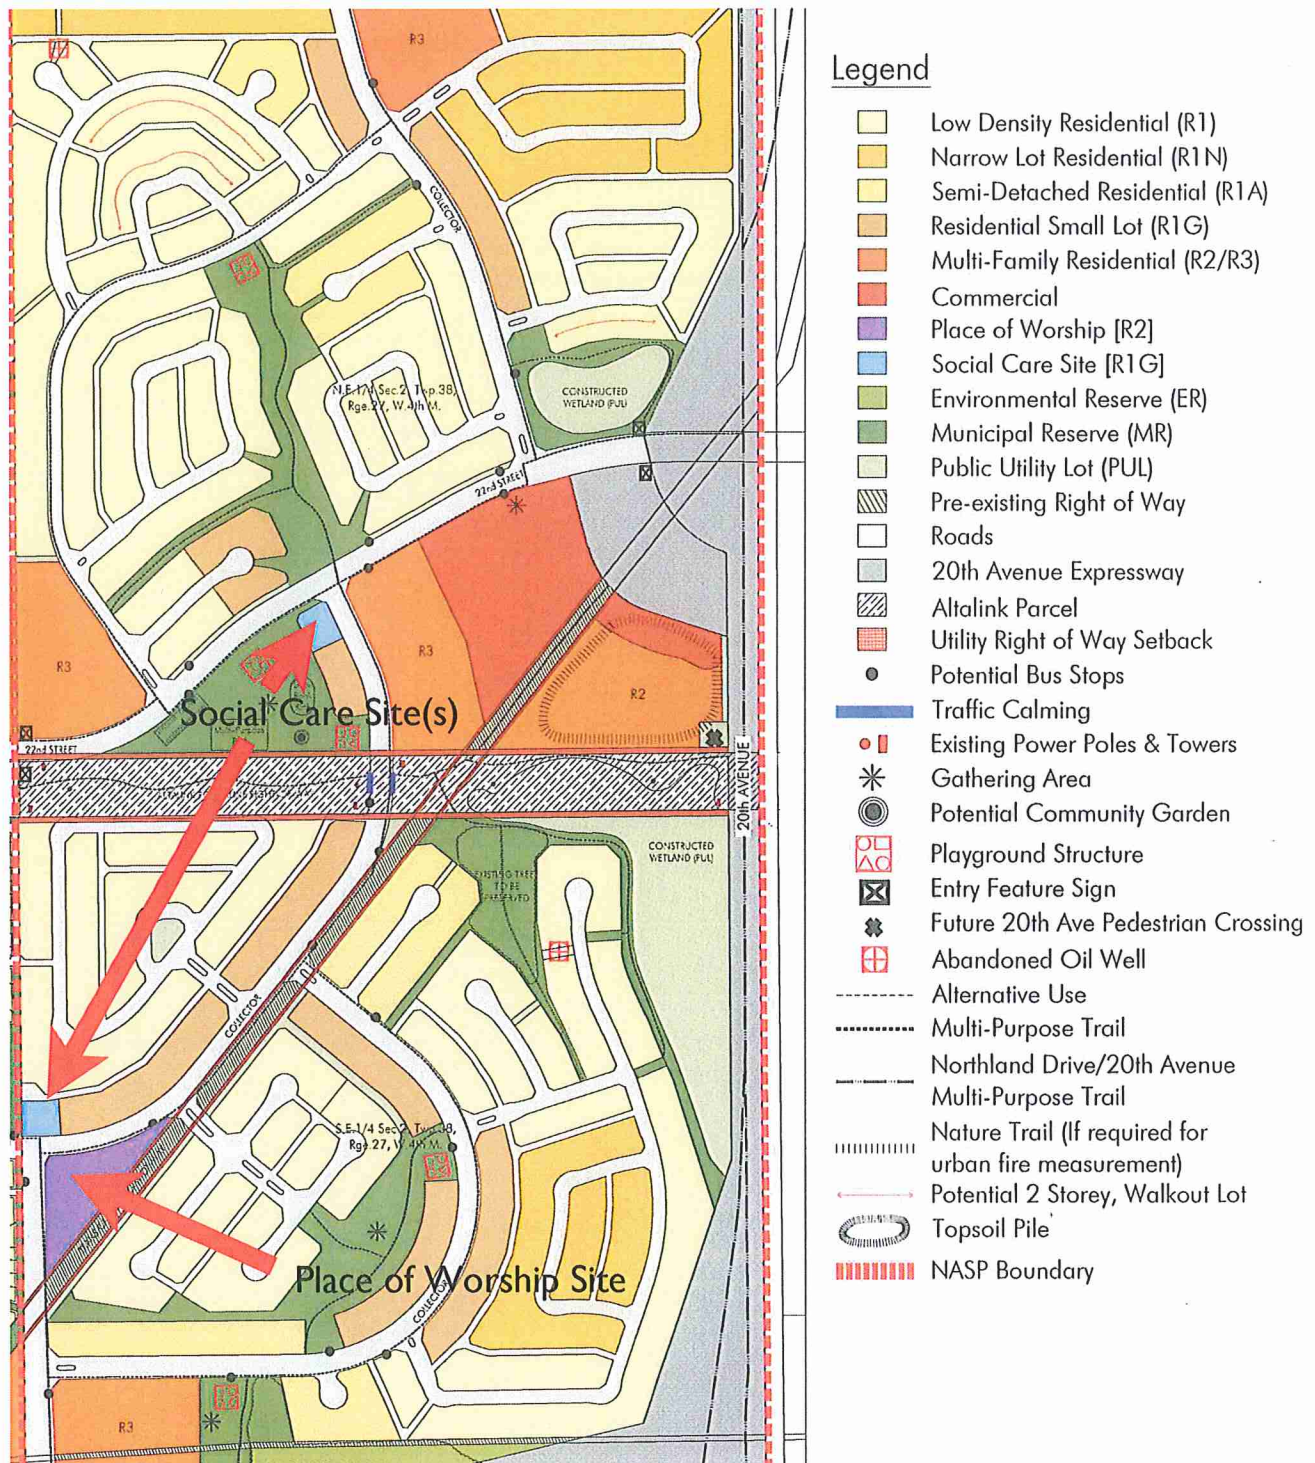 R3
COLLECTOR
N.E.1/4 Sec.2, Twp.38,
Rge.27, W.4th M.
CONSTRUCTED
WETLAND (PUL)
22nd STREET
R3
R3
R2
Social Care Site(s)
22nd STREET
20th AVENUE
CONSTRUCTED
WETLAND (PUL)
EXISTING TREES
TO BE
PRESERVED
COLLECTOR
S.E.1/4 Sec.2, Twp.38,
Rge.27, W.4th M.
Place of Worship Site
COLLECTOR
R3
Legend
Low Density Residential (R1)
Narrow Lot Residential (R1N)
Semi-Detached Residential (R1A)
Residential Small Lot (R1G)
Multi-Family Residential (R2/R3)
Commercial
Place of Worship [R2]
Social Care Site [R1G]
Environmental Reserve (ER)
Municipal Reserve (MR)
Public Utility Lot (PUL)
Pre-existing Right of Way
Roads
20th Avenue Expressway
Altalink Parcel
Utility Right of Way Setback
Potential Bus Stops
Traffic Calming
Existing Power Poles & Towers
Gathering Area
Potential Community Garden
Playground Structure
Entry Feature Sign
Future 20th Ave Pedestrian Crossing
Abandoned Oil Well
Alternative Use
Multi-Purpose Trail
Northland Drive/20th Avenue
Multi-Purpose Trail
Nature Trail (If required for
urban fire measurement)
Potential 2 Storey, Walkout Lot
Topsoil Pile
NASP Boundary